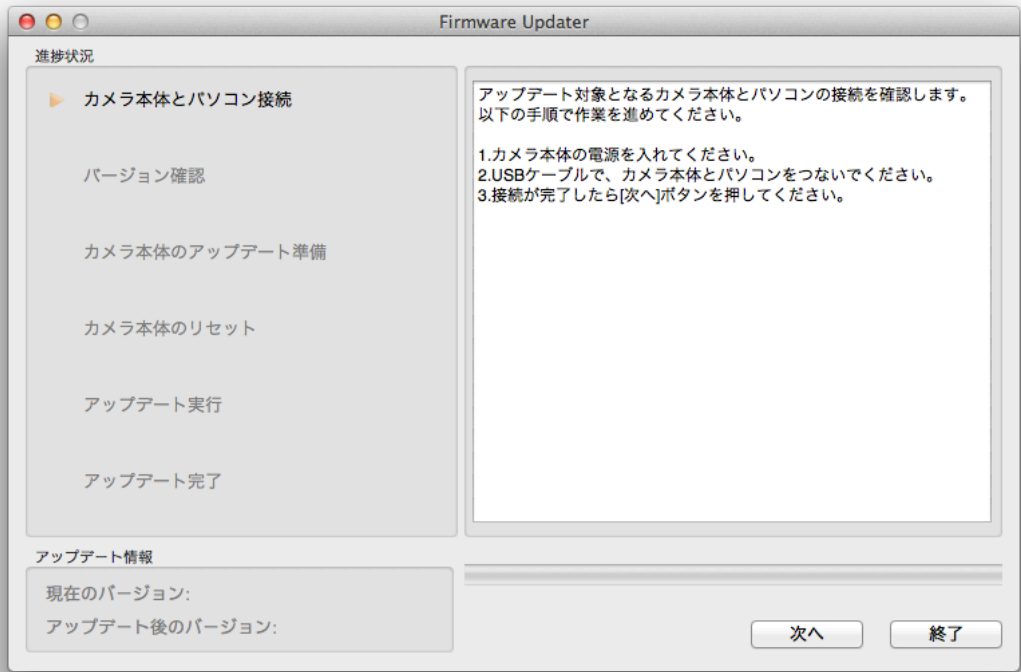 Firmware Updater
進捗状況
カメラ本体とパソコン接続
バージョン確認
カメラ本体のアップデート準備
カメラ本体のリセット
アップデート実行
アップデート完了
アップデート対象となるカメラ本体とパソコンの接続を確認します。
以下の手順で作業を進めてください。
1.カメラ本体の電源を入れてください。
2.USBケーブルで、カメラ本体とパソコンをつないでください。
3.接続が完了したら[次へ]ボタンを押してください。
アップデート情報
現在のバージョン:
アップデート後のバージョン:
次へ
終了